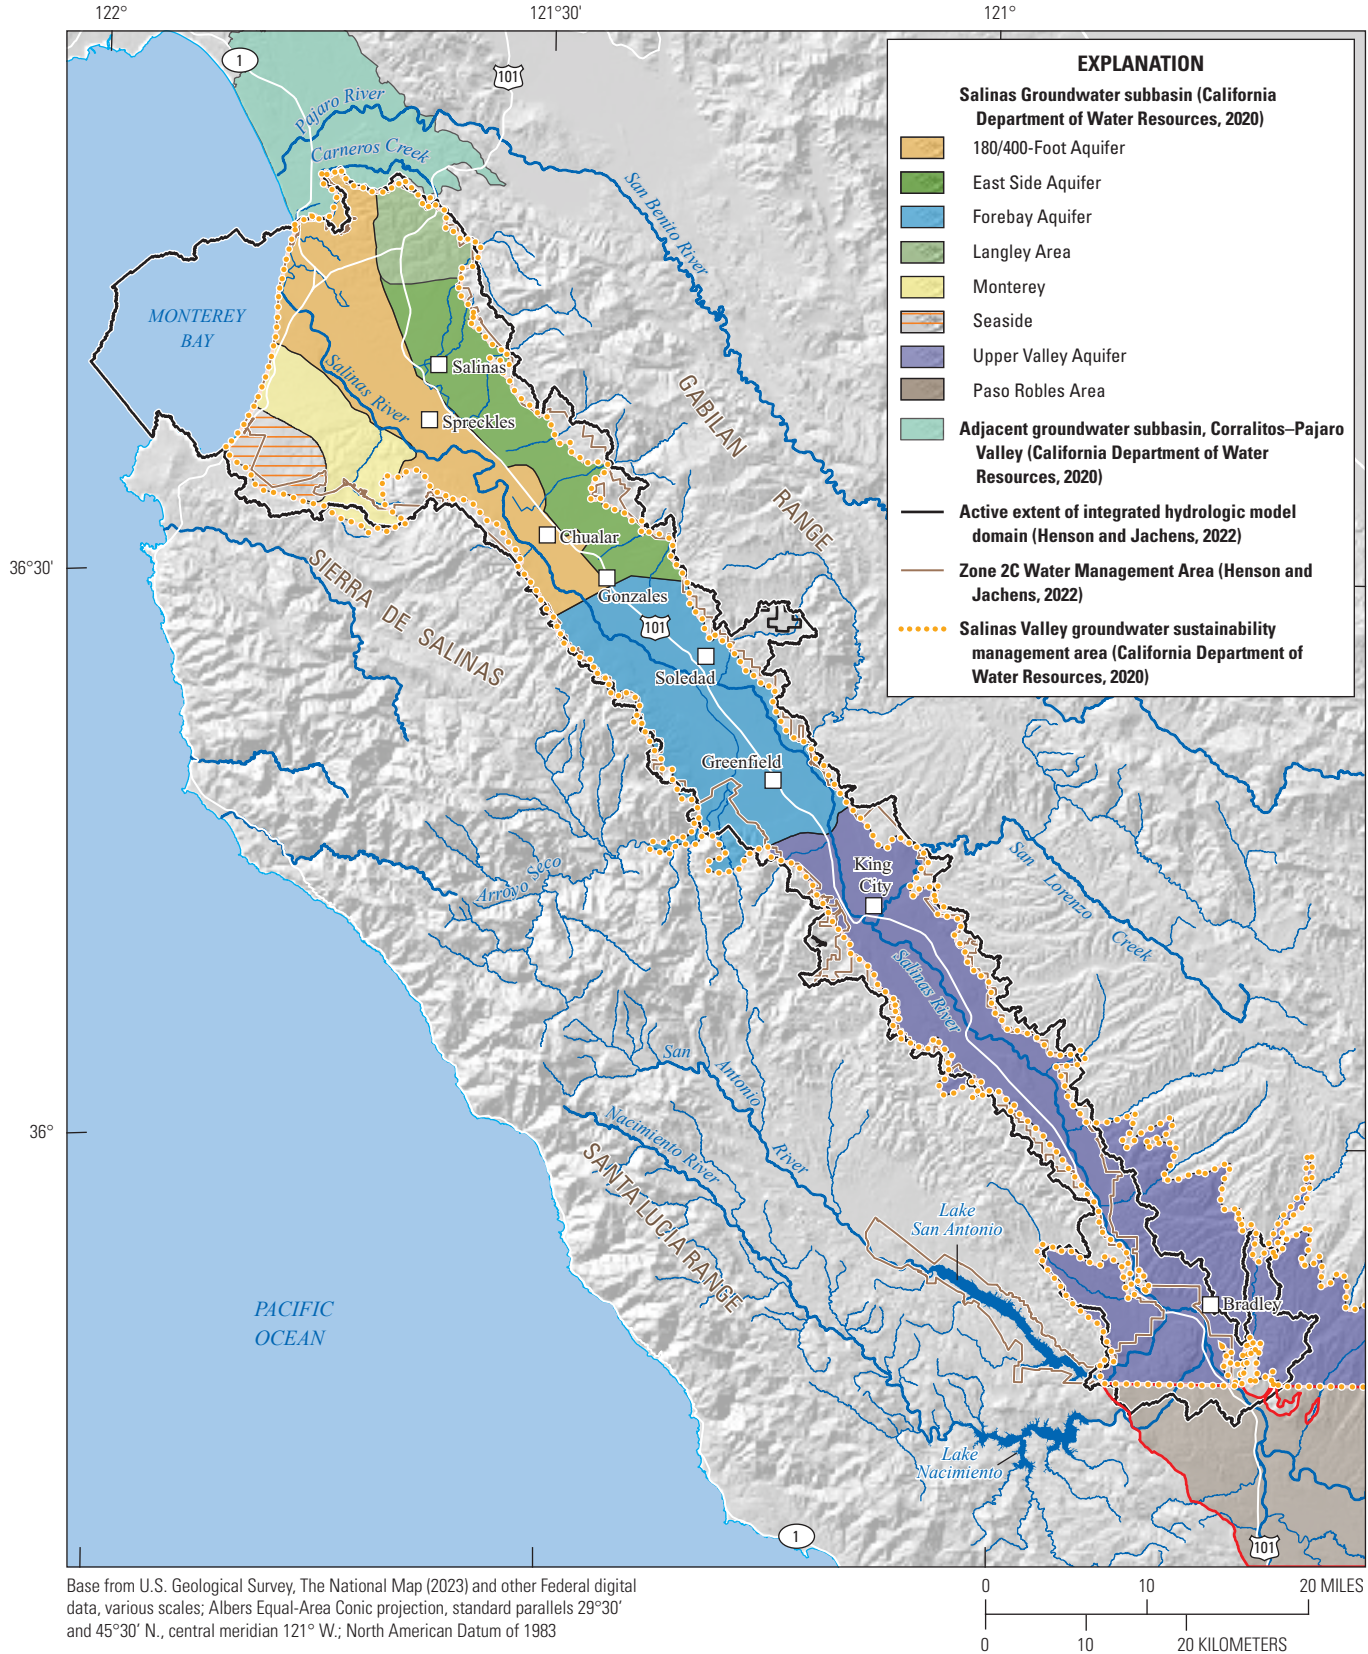 122°
121°30'
121°
1
101
Pajaro River
Carneros Creek
San Benito River
MONTEREY
BAY
Salinas River
Salinas
Spreckles
GABILAN
RANGE
Chualar
36°30'
Gonzales
101
SIERRA DE SALINAS
Soledad
Greenfield
King
City
Arroyo Seco
San Lorenzo Creek
Salinas River
San Antonio River
36°
Nacimiento River
SANTA LUCIA RANGE
Lake
San Antonio
PACIFIC
OCEAN
Bradley
Lake
Nacimiento
1
101
EXPLANATION
Salinas Groundwater subbasin (California
Department of Water Resources, 2020)
180/400-Foot Aquifer
East Side Aquifer
Forebay Aquifer
Langley Area
Monterey
Seaside
Upper Valley Aquifer
Paso Robles Area
Adjacent groundwater subbasin, Corralitos–Pajaro
Valley (California Department of Water
Resources, 2020)
Active extent of integrated hydrologic model
domain (Henson and Jachens, 2022)
Zone 2C Water Management Area (Henson and
Jachens, 2022)
Salinas Valley groundwater sustainability
management area (California Department of
Water Resources, 2020)
Base from U.S. Geological Survey, The National Map (2023) and other Federal digital
data, various scales; Albers Equal-Area Conic projection, standard parallels 29°30′
and 45°30′ N., central meridian 121° W.; North American Datum of 1983
0 10 20 MILES
0 10 20 KILOMETERS